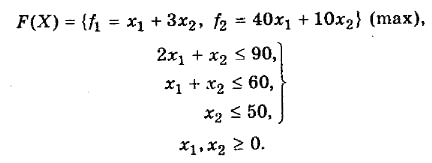 F(X) = {f₁ = x₁ + 3x₂, f₂ = 40x₁ + 10x₂} (max),
2x₁ + x₂ ≤ 90,
x₁ + x₂ ≤ 60,
x₂ ≤ 50,
x₁, x₂ ≥ 0.